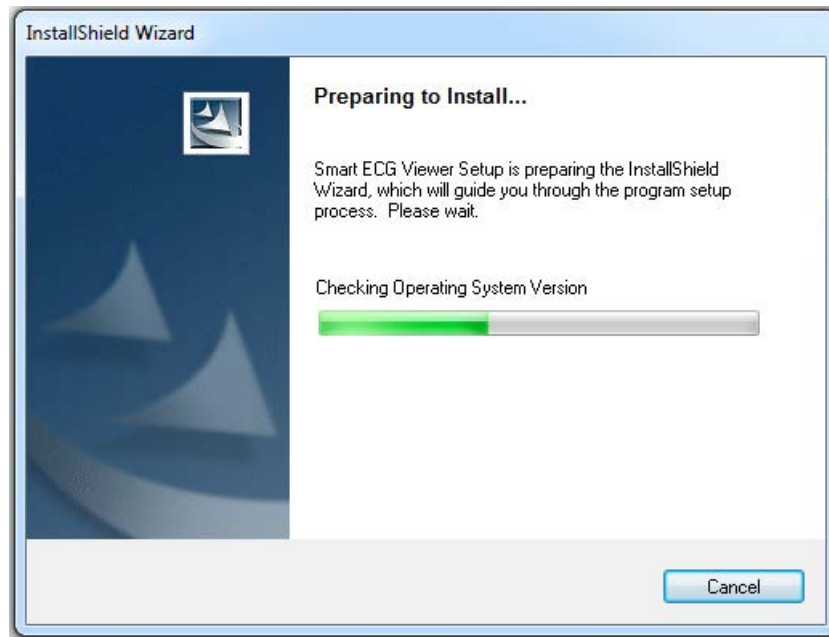 InstallShield Wizard
Preparing to Install...
Smart ECG Viewer Setup is preparing the InstallShield
Wizard, which will guide you through the program setup
process.  Please wait.
Checking Operating System Version
Cancel